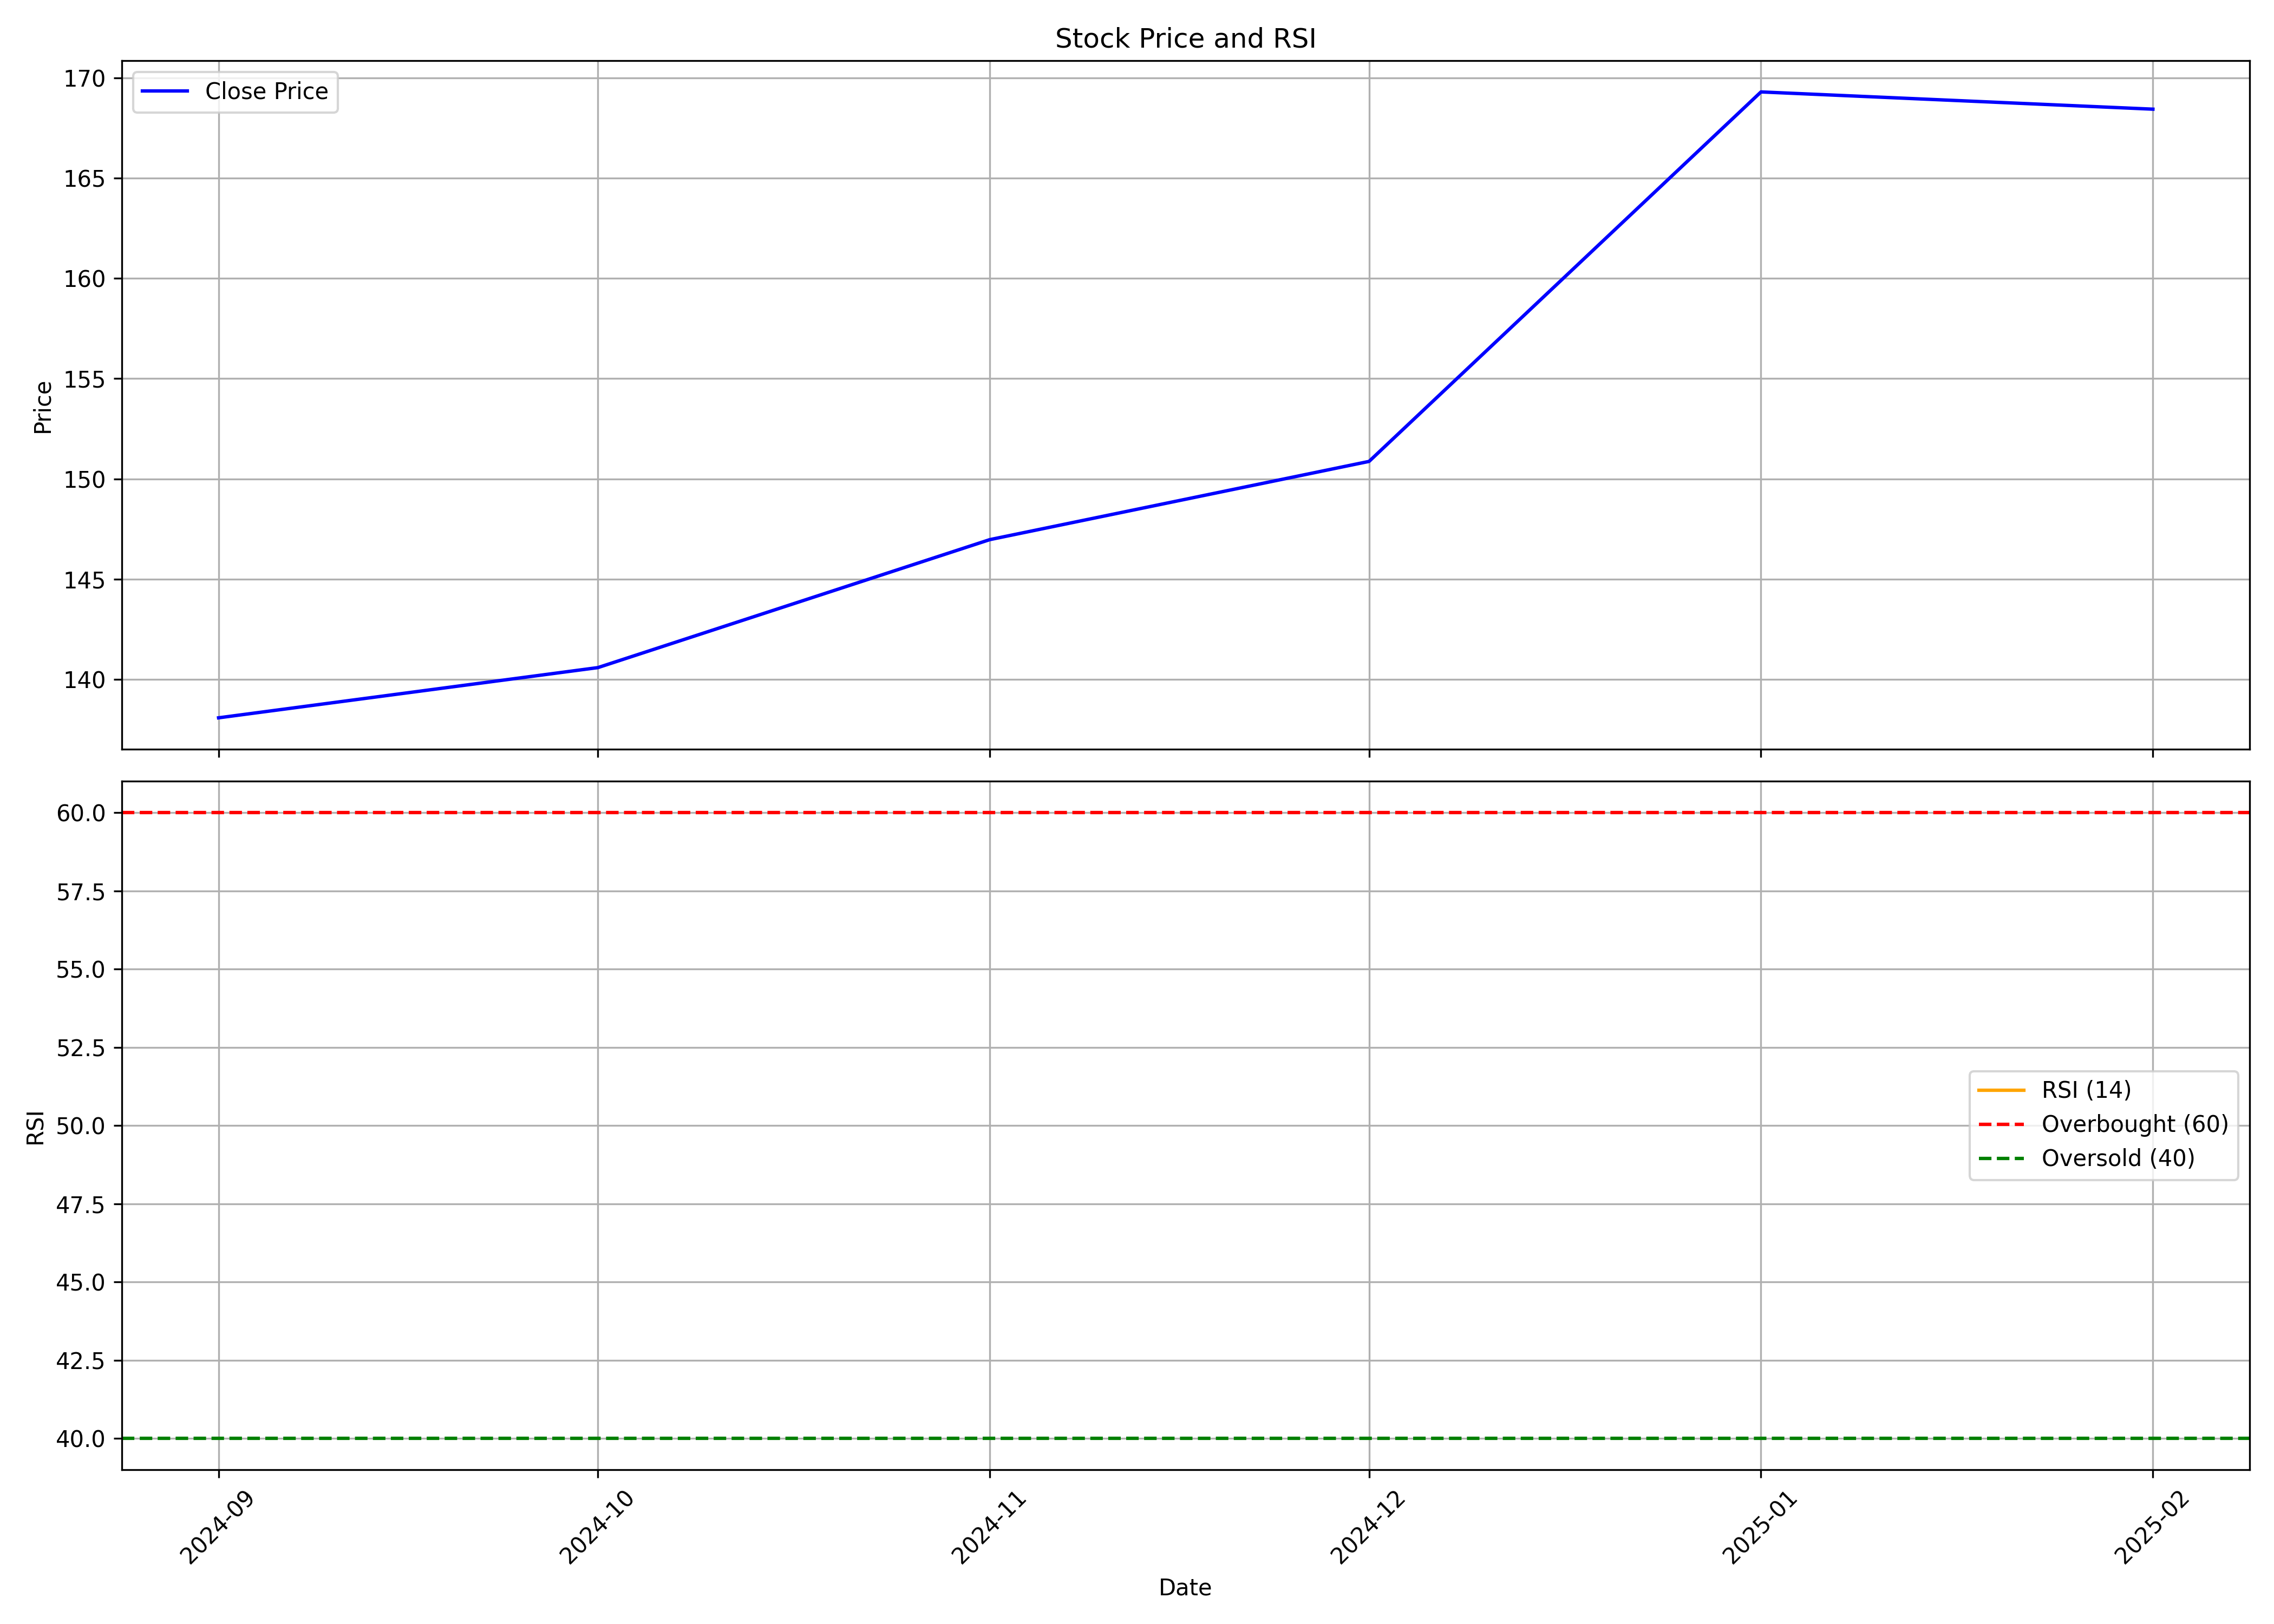 Stock Price and RSI
170
165
160
155
150
145
140
Price
Close Price
60.0
57.5
55.0
52.5
50.0
47.5
45.0
42.5
40.0
RSI
RSI (14)
Overbought (60)
Oversold (40)
2024-09
2024-10
2024-11
2024-12
2025-01
2025-02
Date